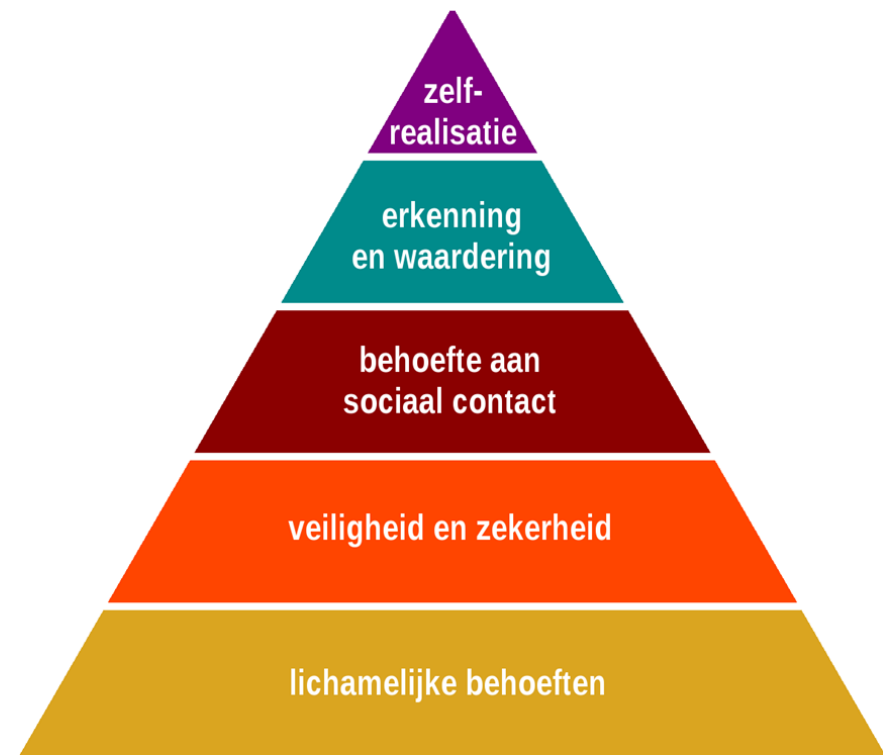 zelf-
realisatie
erkenning
en waardering
behoefte aan
sociaal contact
veiligheid en zekerheid
lichamelijke behoeften